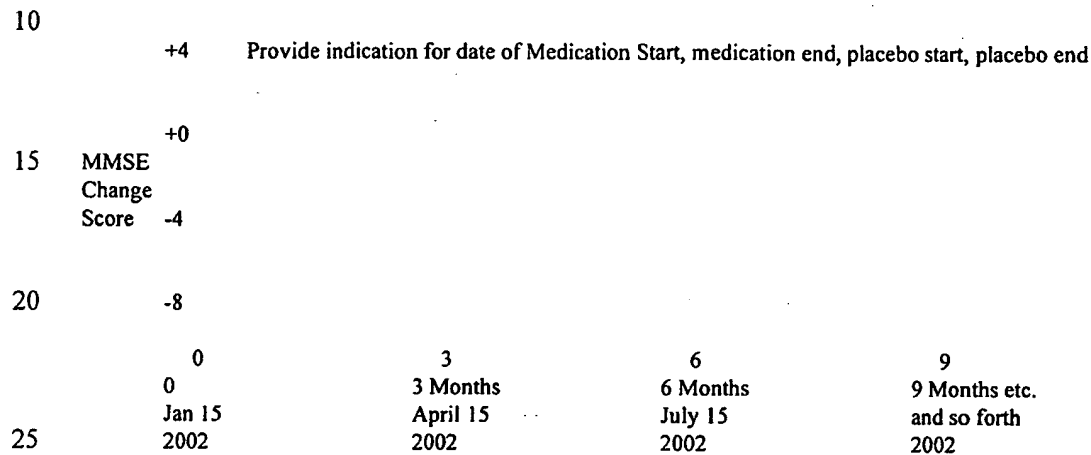 10
+4 Provide indication for date of Medication Start, medication end, placebo start, placebo end
+0
15 MMSE
Change
Score -4
20 -8
0 3 6 9
0 3 Months 6 Months 9 Months etc.
Jan 15 April 15 July 15 and so forth
25 2002 2002 2002 2002